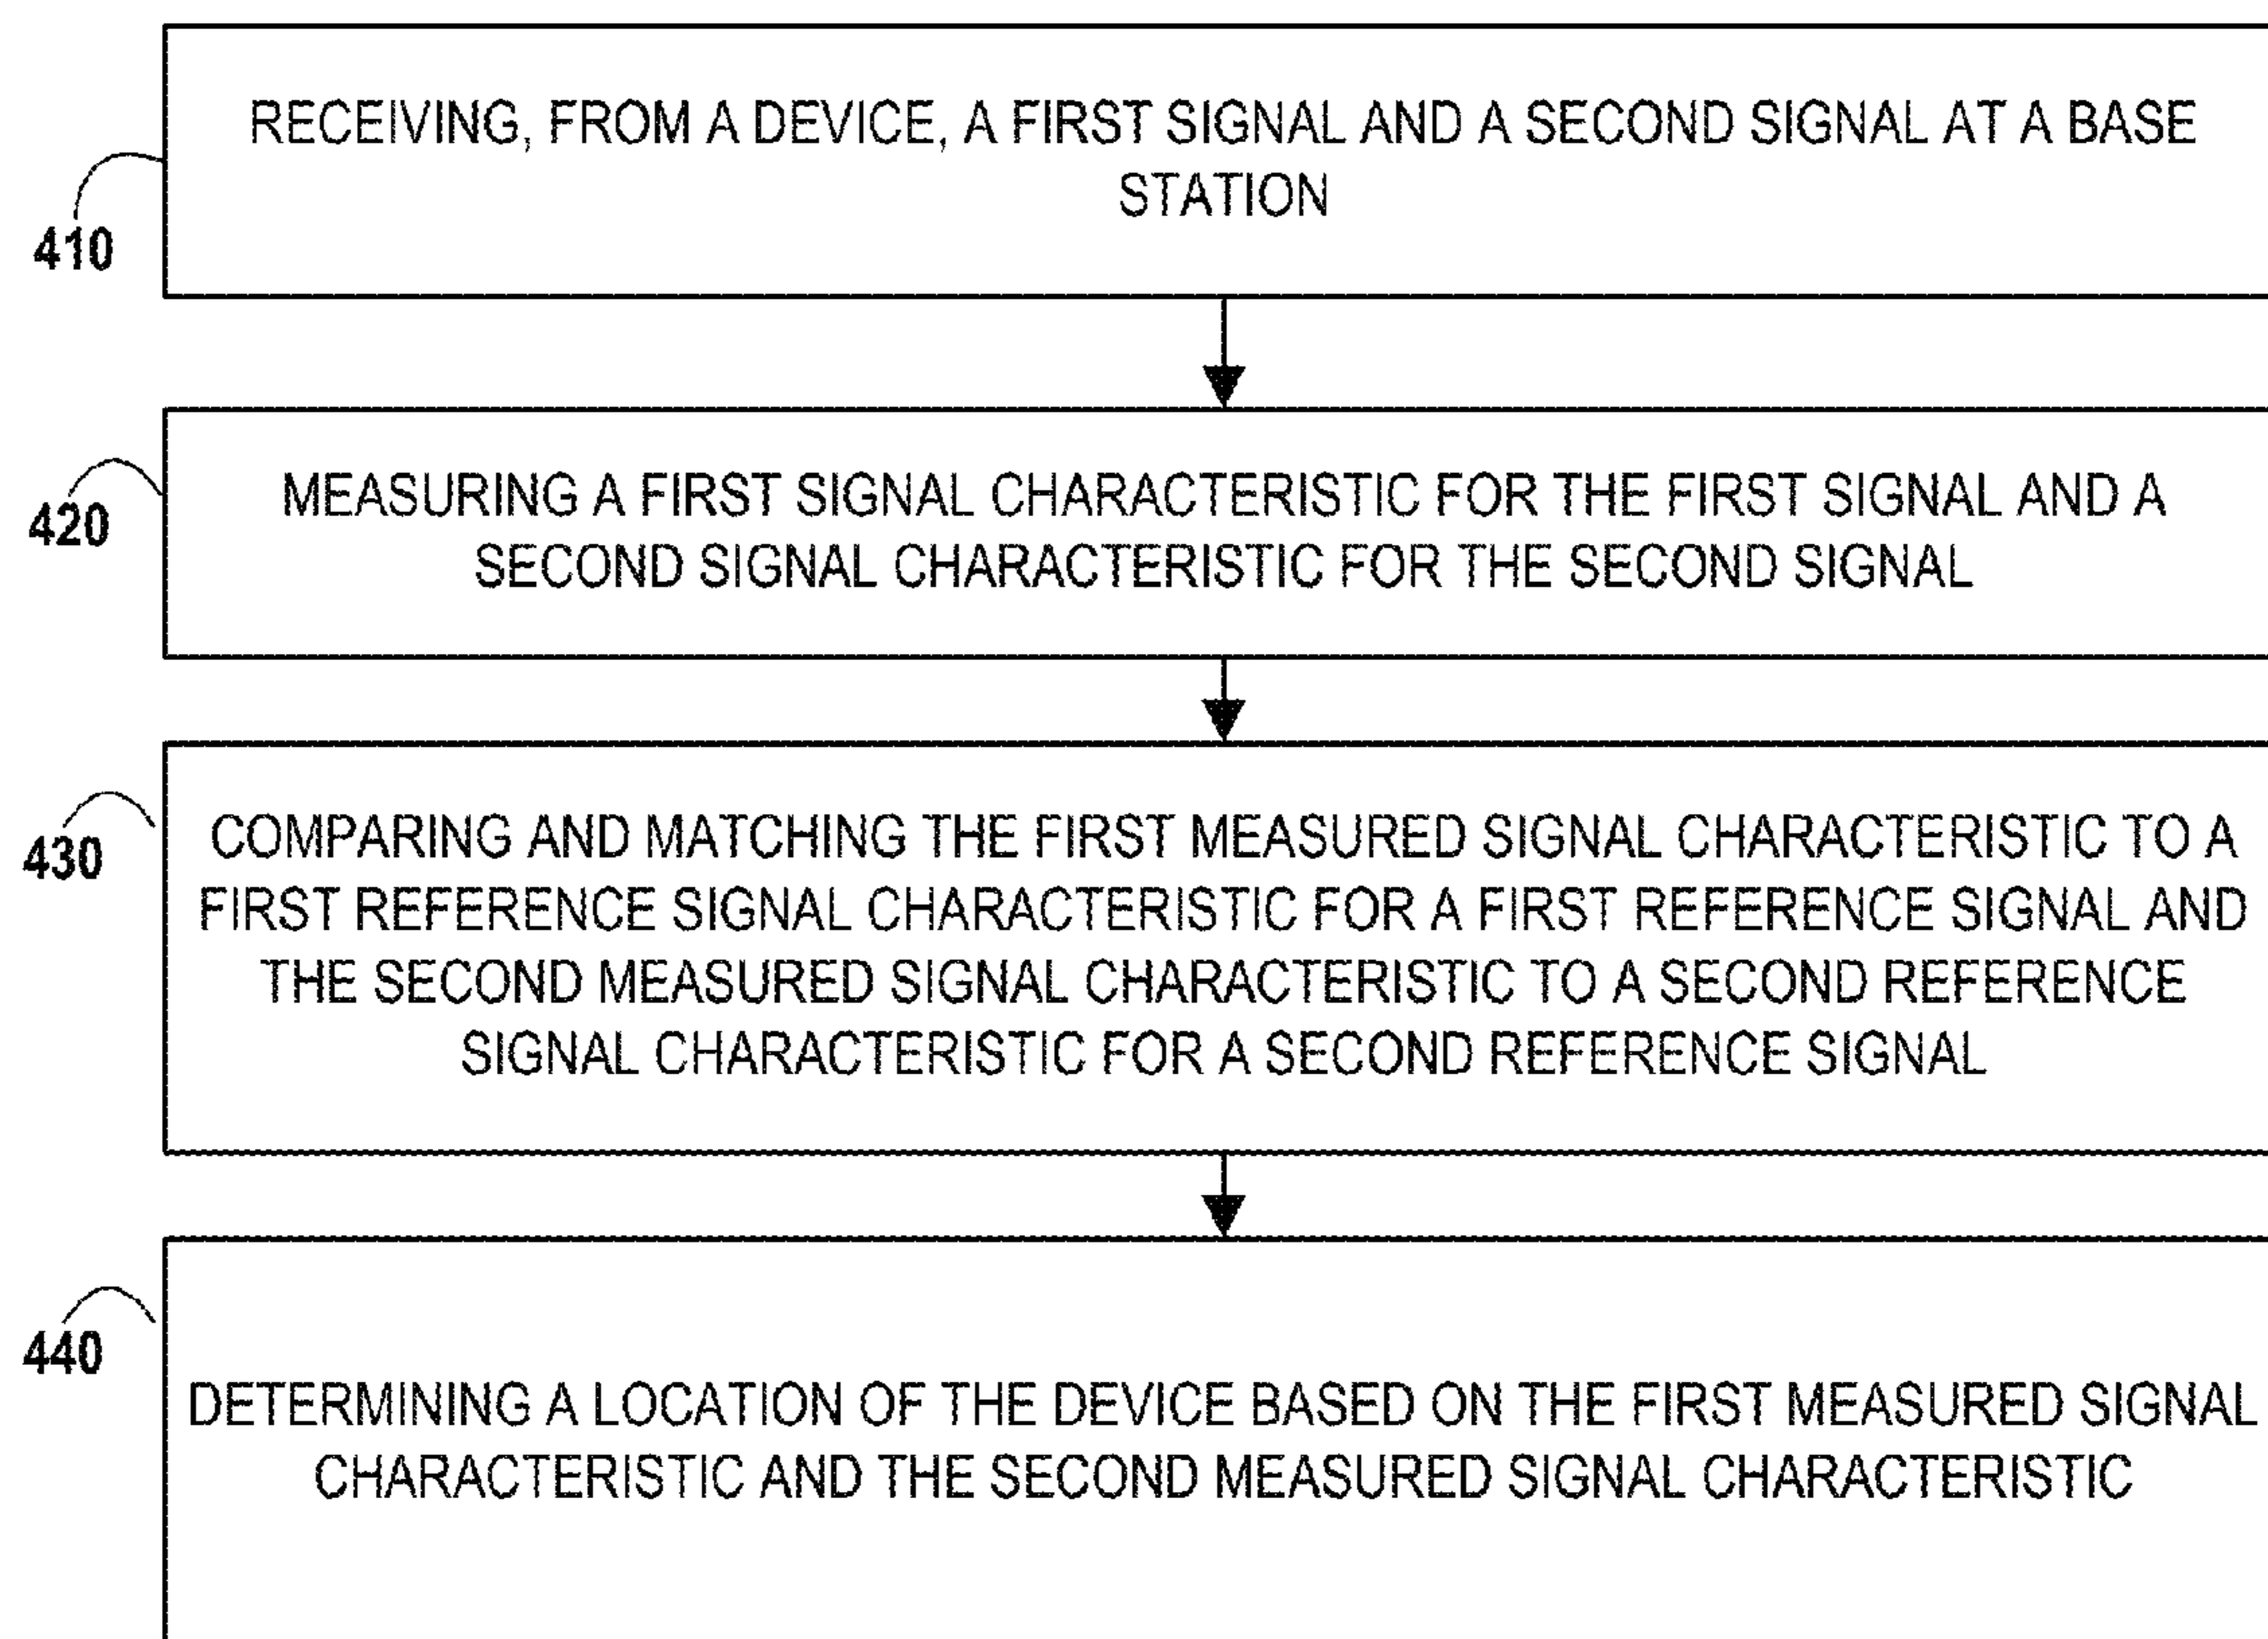 RECEIVING, FROM A DEVICE, A FIRST SIGNAL AND A SECOND SIGNAL AT A BASE
STATION
410
MEASURING A FIRST SIGNAL CHARACTERISTIC FOR THE FIRST SIGNAL AND A
SECOND SIGNAL CHARACTERISTIC FOR THE SECOND SIGNAL
420
COMPARING AND MATCHING THE FIRST MEASURED SIGNAL CHARACTERISTIC TO A
FIRST REFERENCE SIGNAL CHARACTERISTIC FOR A FIRST REFERENCE SIGNAL AND
THE SECOND MEASURED SIGNAL CHARACTERISTIC TO A SECOND REFERENCE
SIGNAL CHARACTERISTIC FOR A SECOND REFERENCE SIGNAL
430
DETERMINING A LOCATION OF THE DEVICE BASED ON THE FIRST MEASURED SIGNAL
CHARACTERISTIC AND THE SECOND MEASURED SIGNAL CHARACTERISTIC
440